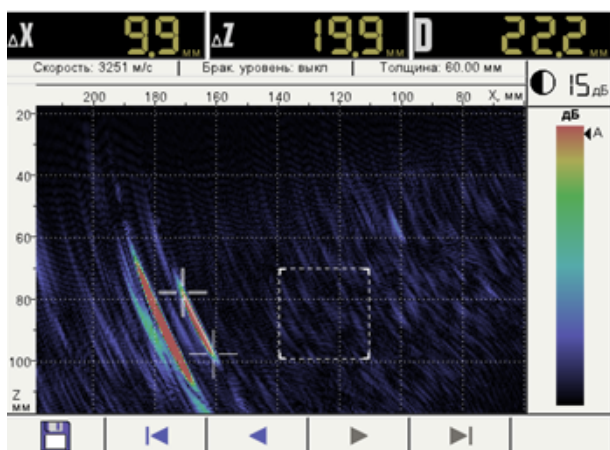 ΔX 9.9 мм ΔZ 19.9 мм D 22.2 мм
Скорость: 3251 м/с Брак. уровень: выкл Толщина: 60.00 мм
15 дБ
200 180 160 140 120 100 80 X, мм
дБ
A
20
40
60
80
100
Z
мм